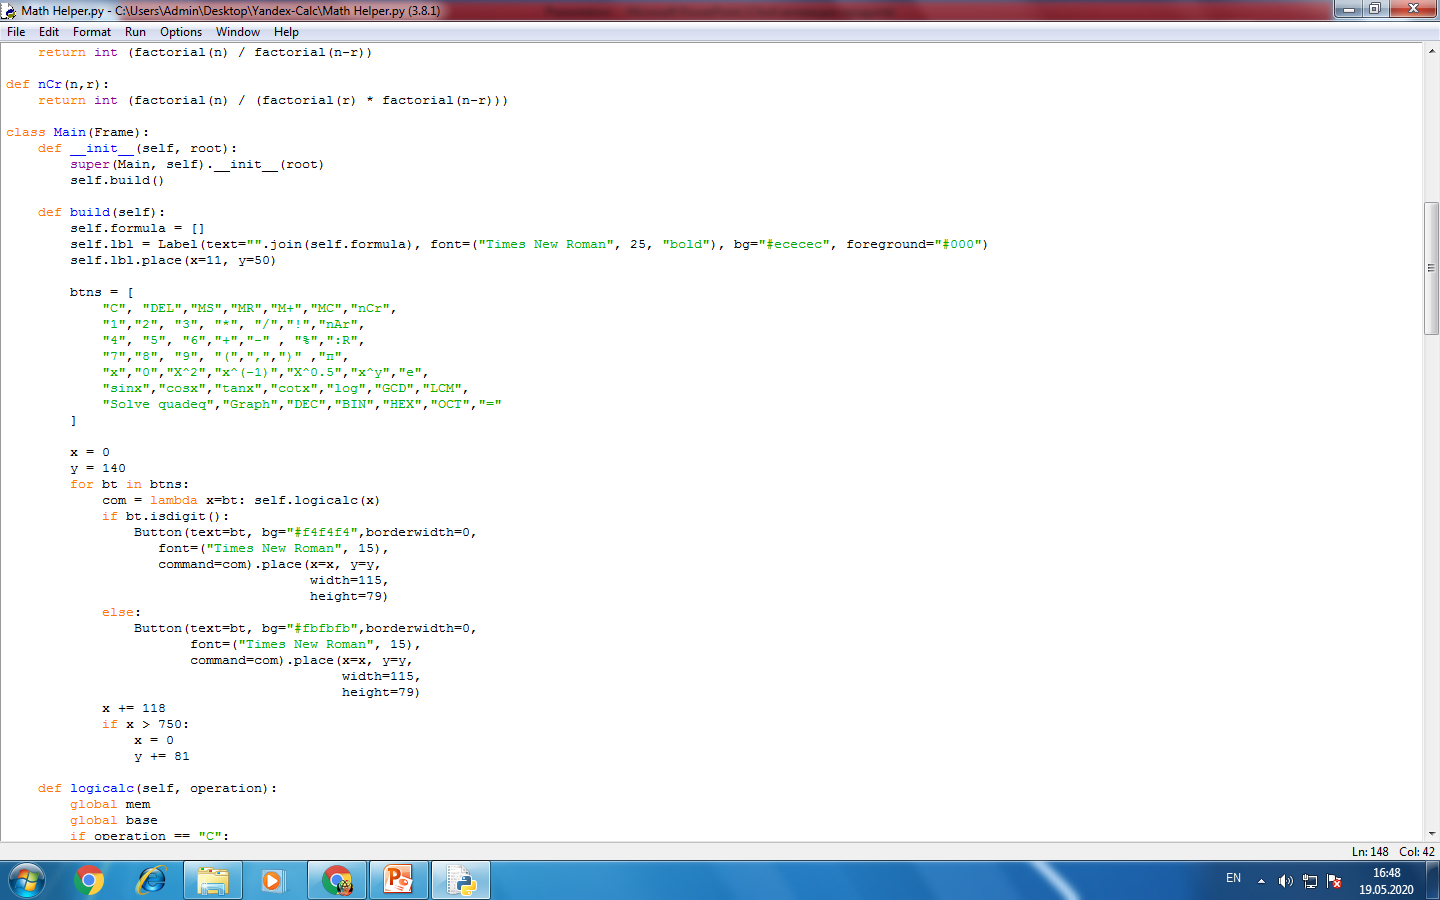 Math Helper.py - C:\Users\Admin\Desktop\Yandex-Calc\Math Helper.py (3.8.1)
File Edit Format Run Options Window Help
    return int (factorial(n) / factorial(n-r))
def nCr(n,r):
    return int (factorial(n) / (factorial(r) * factorial(n-r)))
class Main(Frame):
    def __init__(self, root):
        super(Main, self).__init__(root)
        self.build()
    def build(self):
        self.formula = []
        self.lbl = Label(text="".join(self.formula), font=("Times New Roman", 25, "bold"), bg="#ececec", foreground="#000")
        self.lbl.place(x=11, y=50)
        btns = [
            "C", "DEL","MS","MR","M+","MC","nCr",
            "1","2", "3", "*", "/","!","nAr",
            "4", "5", "6","+","-" , "%",":R",
            "7","8", "9", "(",",",")" ,"π",
            "x","0","X^2","x^(-1)","X^0.5","x^y","e",
            "sinx","cosx","tanx","cotx","log","GCD","LCM",
            "Solve quadeq","Graph","DEC","BIN","HEX","OCT","="
        ]
        x = 0
        y = 140
        for bt in btns:
            com = lambda x=bt: self.logicalc(x)
            if bt.isdigit():
                Button(text=bt, bg="#f4f4f4",borderwidth=0,
                   font=("Times New Roman", 15),
                   command=com).place(x=x, y=y,
                                      width=115,
                                      height=79)
            else:
                Button(text=bt, bg="#fbfbfb",borderwidth=0,
                       font=("Times New Roman", 15),
                       command=com).place(x=x, y=y,
                                          width=115,
                                          height=79)
            x += 118
            if x > 750:
                x = 0
                y += 81
    def logicalc(self, operation):
        global mem
        global base
        if operation == "C":
Ln: 148 Col: 42
EN
16:48
19.05.2020